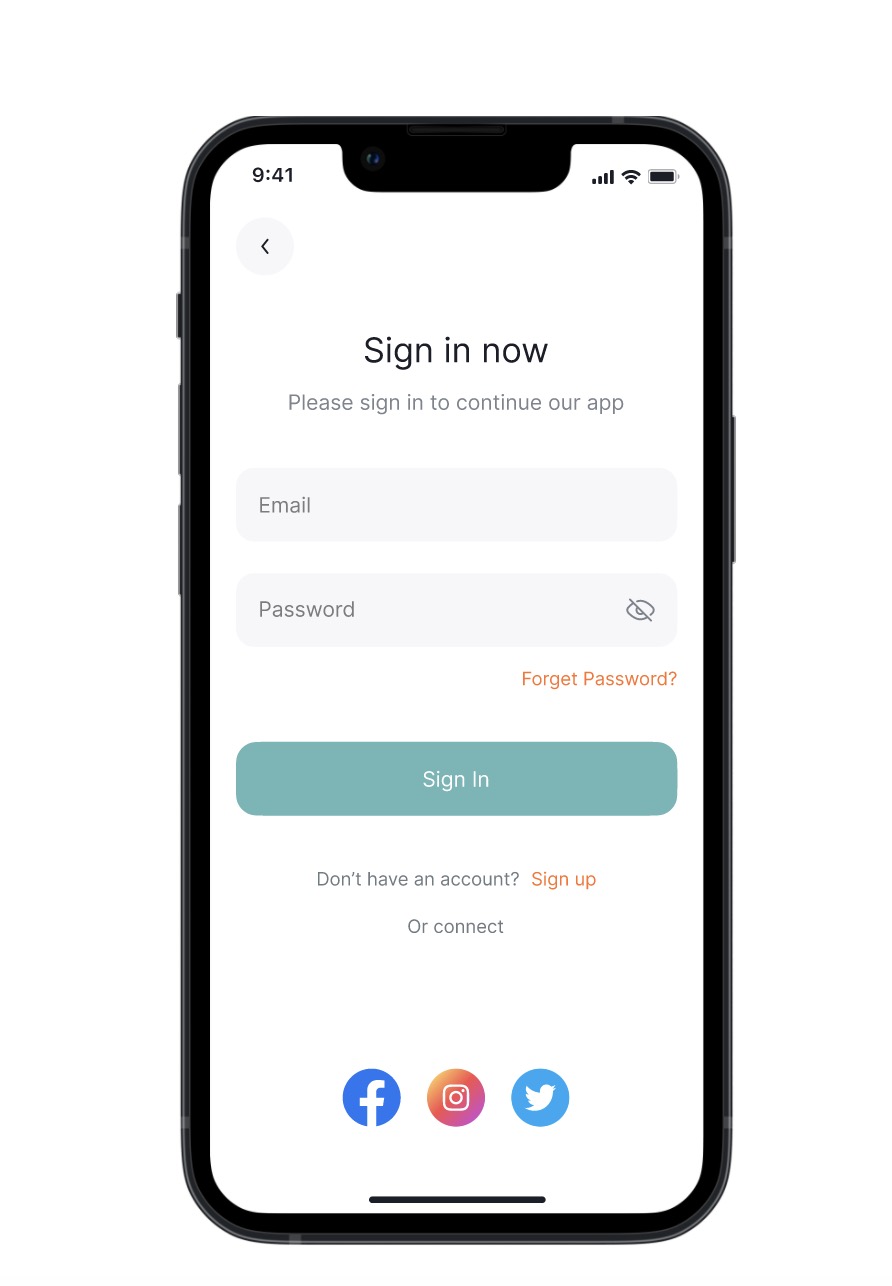 9:41
Sign in now
Please sign in to continue our app
Email
Password
Forget Password?
Sign In
Don’t have an account? Sign up
Or connect